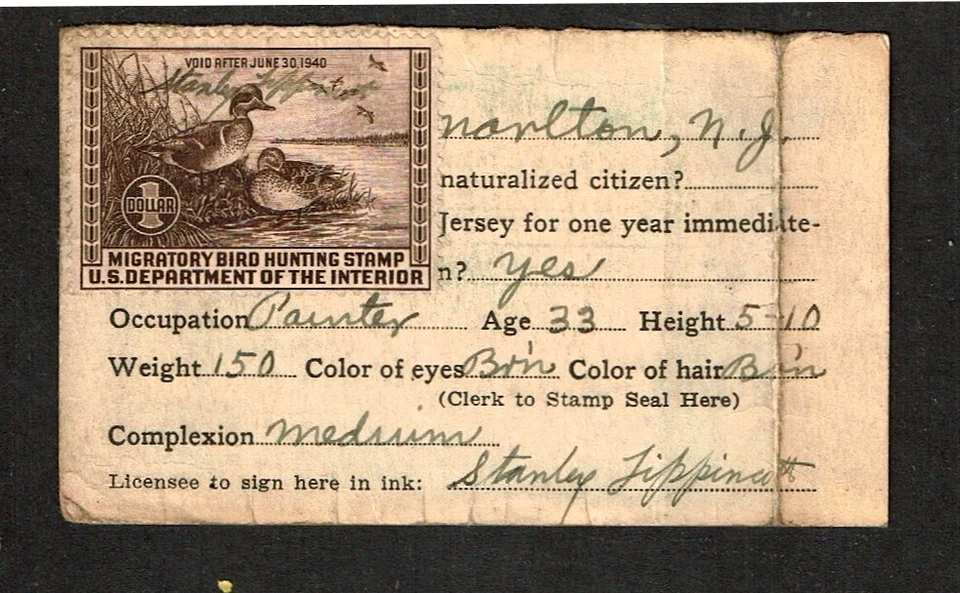 VOID AFTER JUNE 30, 1940
Stanley Lippincott
1 DOLLAR
MIGRATORY BIRD HUNTING STAMP
U.S. DEPARTMENT OF THE INTERIOR
Marlton, N.J.
naturalized citizen?
Jersey for one year immediate-
n? yes
Occupation Painter Age 33 Height 5-10
Weight 150 Color of eyes Br'n Color of hair Br'n
(Clerk to Stamp Seal Here)
Complexion medium
Licensee to sign here in ink: Stanley Lippincott